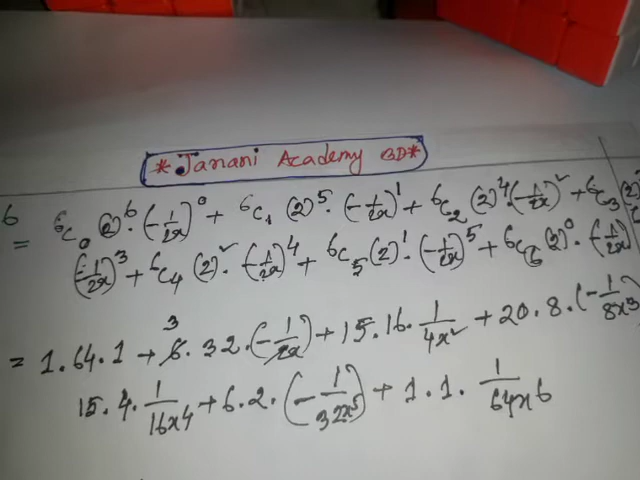 *Janani Academy BD*
6 = ⁶C₀ (2)⁶·(-1/2x)⁰ + ⁶C₁ (2)⁵·(-1/2x)¹ + ⁶C₂ (2)⁴·(-1/2x)² + ⁶C₃ (2)³
(-1/2x)³ + ⁶C₄ (2)²·(-1/2x)⁴ + ⁶C₅ (2)¹·(-1/2x)⁵ + ⁶C₆ (2)⁰·(-1/2x)
= 1.64.1 + 6.32.(-1/2x) 3 + 15.16.1/4x² + 20.8.(-1/8x³)
15.4.1/16x4 + 6.2.(-1/32x⁵) + 1.1.1/64x6